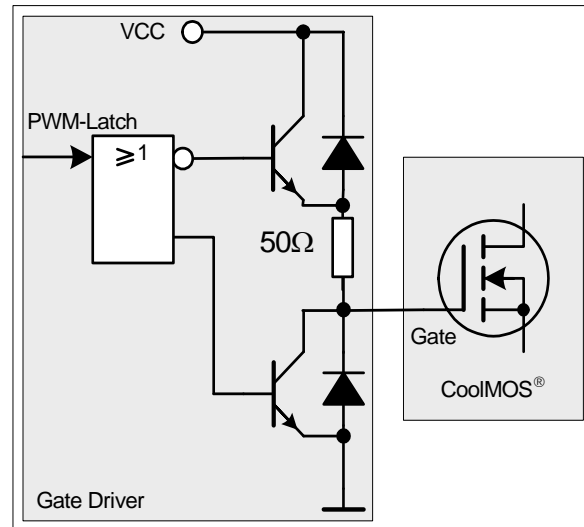 VCC
PWM-Latch
≥1
50Ω
Gate
CoolMOS®
Gate Driver